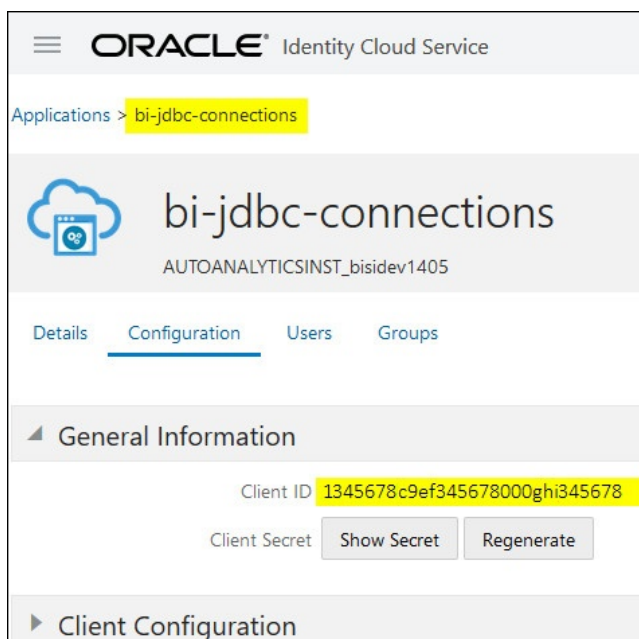 ORACLE® Identity Cloud Service
Applications > bi-jdbc-connections
bi-jdbc-connections
AUTOANALYTICSINST_bisidev1405
Details Configuration Users Groups
General Information
Client ID 1345678c9ef345678000ghi345678
Client Secret Show Secret Regenerate
Client Configuration